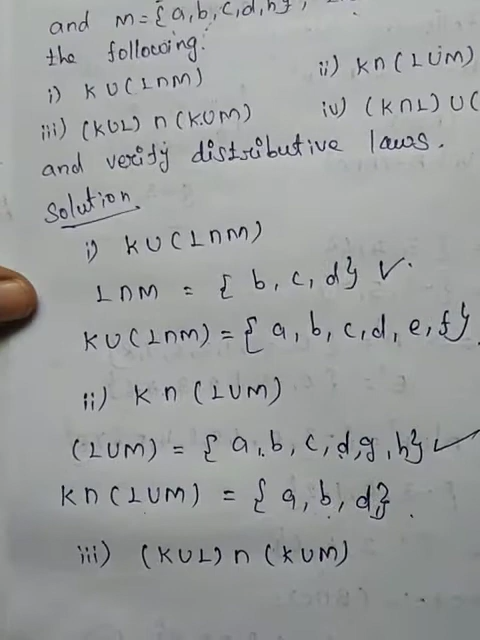 and M = {a, b, c, d, h},
the following:
i) K ∪ (L ∩ M)
ii) K ∩ (L ∪ M)
iii) (K ∪ L) ∩ (K ∪ M)
iv) (K ∩ L) ∪ (
and verify distributive laws.
Solution
i) K ∪ (L ∩ M)
L ∩ M = { b, c, d} ✓.
K ∪ (L ∩ M) = { a, b, c, d, e, f}
ii) K ∩ (L ∪ M)
(L ∪ M) = { a, b, c, d, g, h} ✓
K ∩ (L ∪ M) = { a, b, d}.
iii) (K ∪ L) ∩ (K ∪ M)